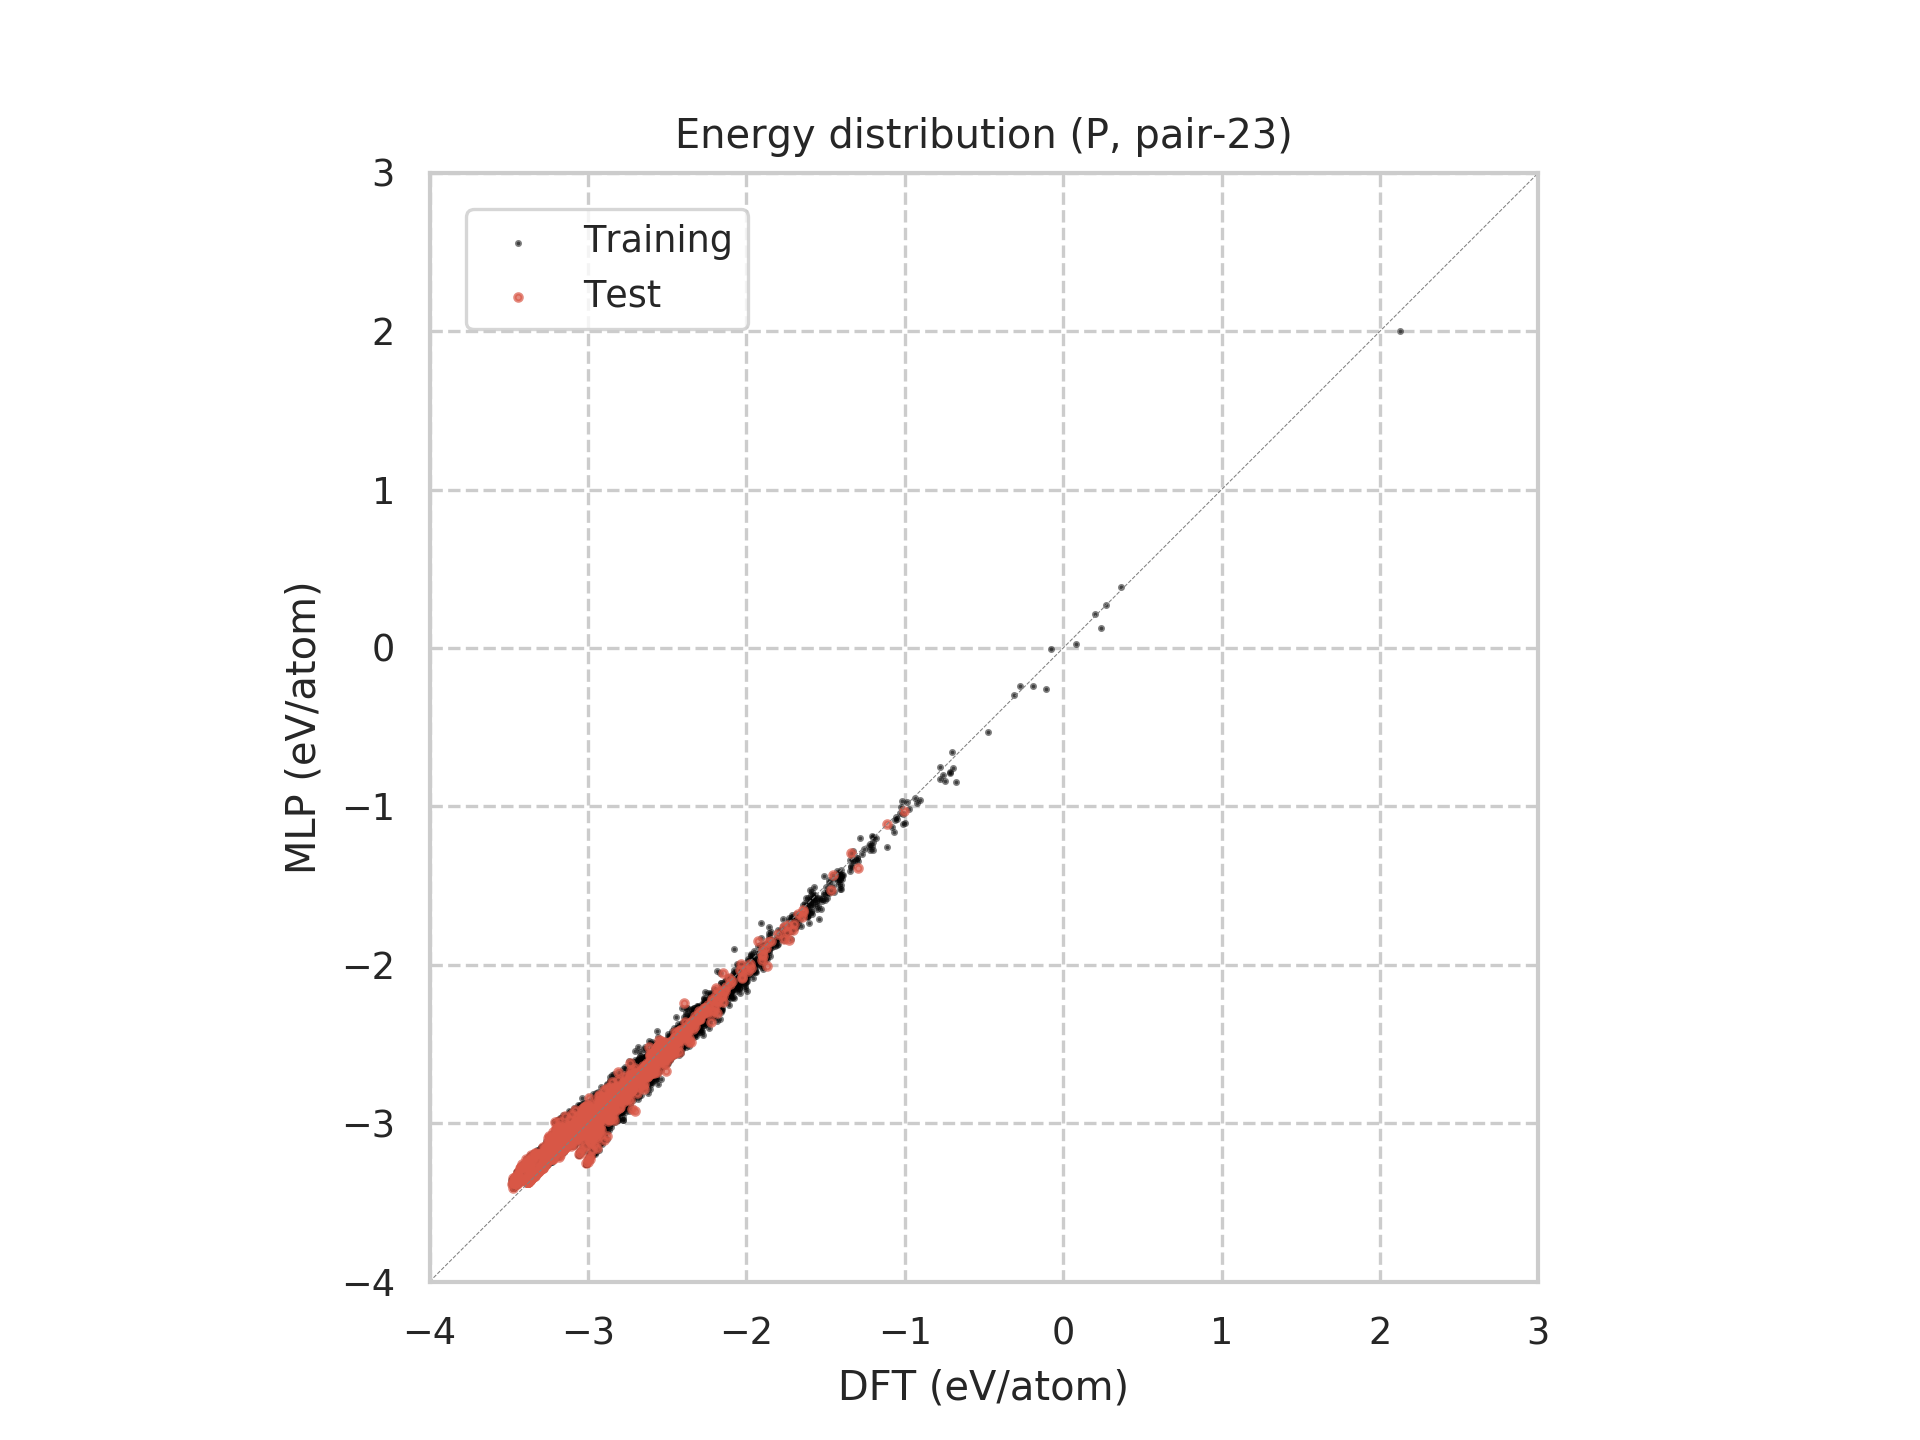 Energy distribution (P, pair-23)
Training
Test
3
2
1
0
−1
−2
−3
−4
MLP (eV/atom)
−4 −3 −2 −1 0 1 2 3
DFT (eV/atom)